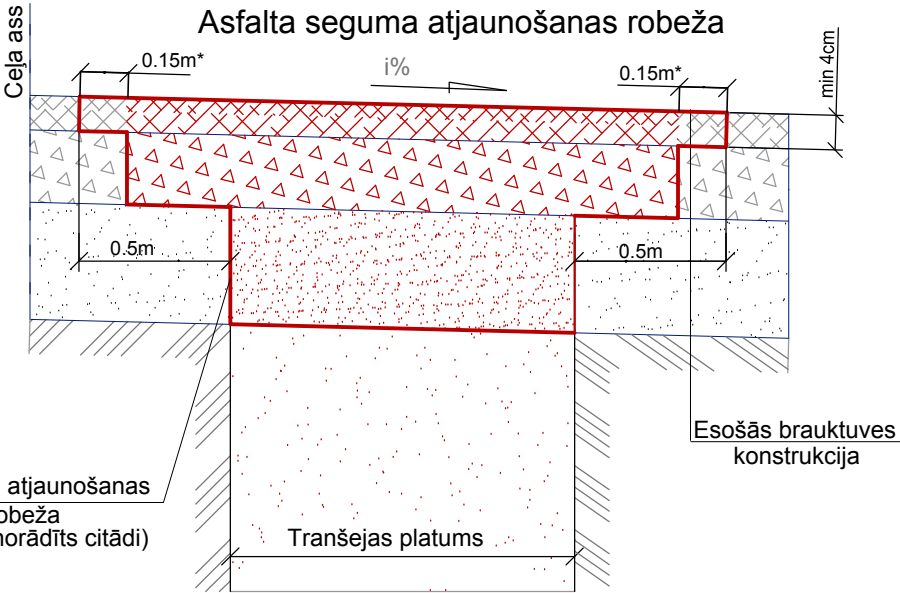 Asfalta seguma atjaunošanas robeža
Ceļa ass
0.15m*
i%
0.15m*
min 4cm
0.5m
0.5m
Esošās brauktuves
konstrukcija
atjaunošanas
obeža
norādīts citādi)
Tranšejas platums